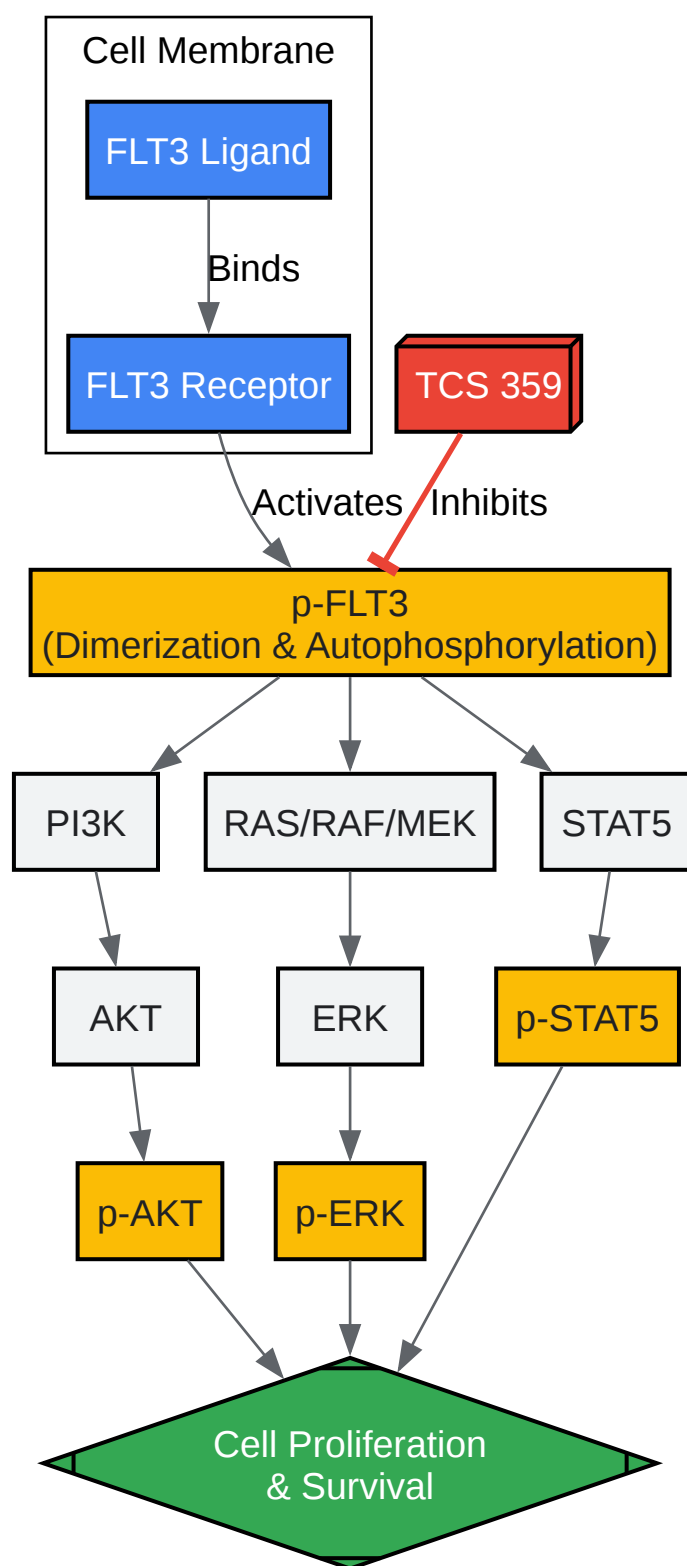 Cell Membrane
FLT3 Ligand
Binds
FLT3 Receptor
TCS 359
Activates
Inhibits
p-FLT3
(Dimerization & Autophosphorylation)
PI3K
RAS/RAF/MEK
STAT5
AKT
ERK
p-STAT5
p-AKT
p-ERK
Cell Proliferation
& Survival